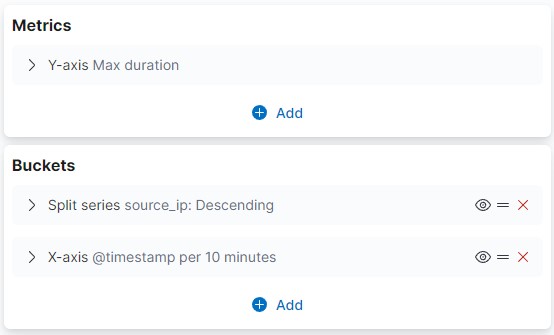 Metrics
Y-axis Max duration
Add
Buckets
Split series source_ip: Descending
X-axis @timestamp per 10 minutes
Add